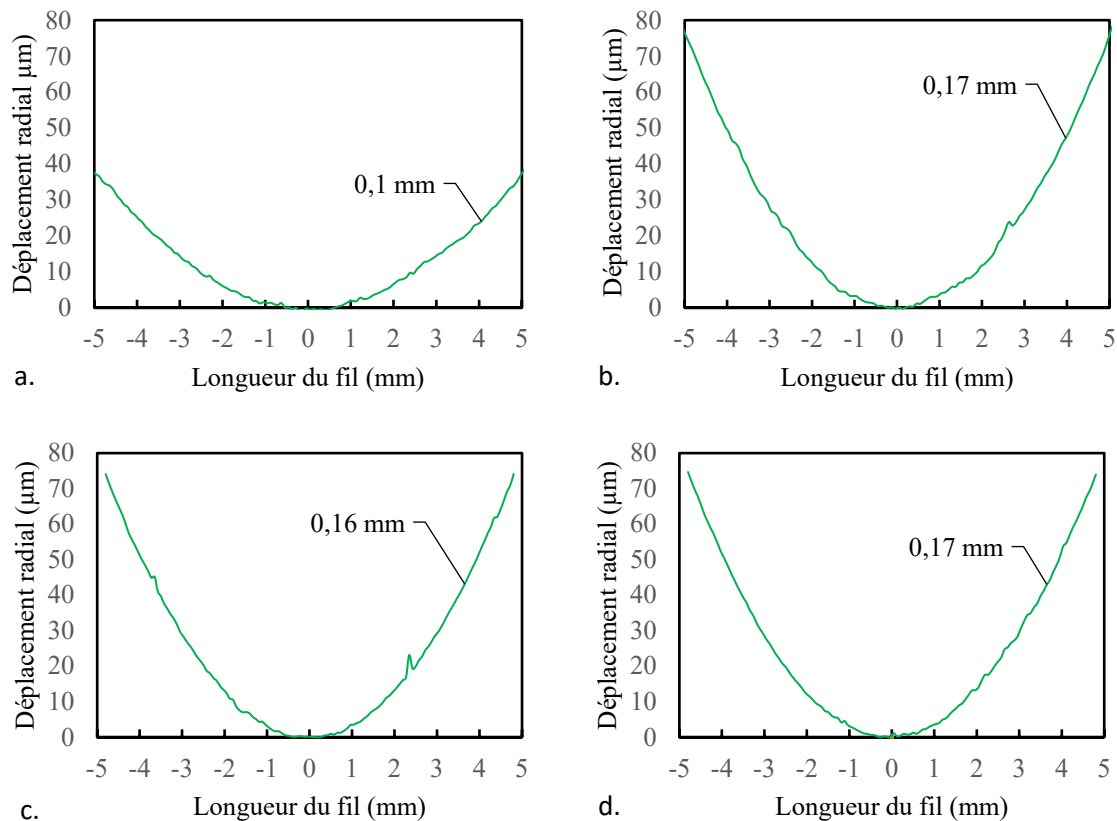 80
70
60
50
40
30
20
10
0
Déplacement radial µm)
0,1 mm
-5 -4 -3 -2 -1 0 1 2 3 4 5
Longueur du fil (mm)
a.
80
70
60
50
40
30
20
10
0
Déplacement radial (µm)
0,17 mm
-5 -4 -3 -2 -1 0 1 2 3 4 5
Longueur du fil (mm)
b.
80
70
60
50
40
30
20
10
0
Déplacement radial (µm)
0,16 mm
-5 -4 -3 -2 -1 0 1 2 3 4 5
Longueur du fil (mm)
c.
80
70
60
50
40
30
20
10
0
Déplacement radial (µm)
0,17 mm
-5 -4 -3 -2 -1 0 1 2 3 4 5
Longueur du fil (mm)
d.